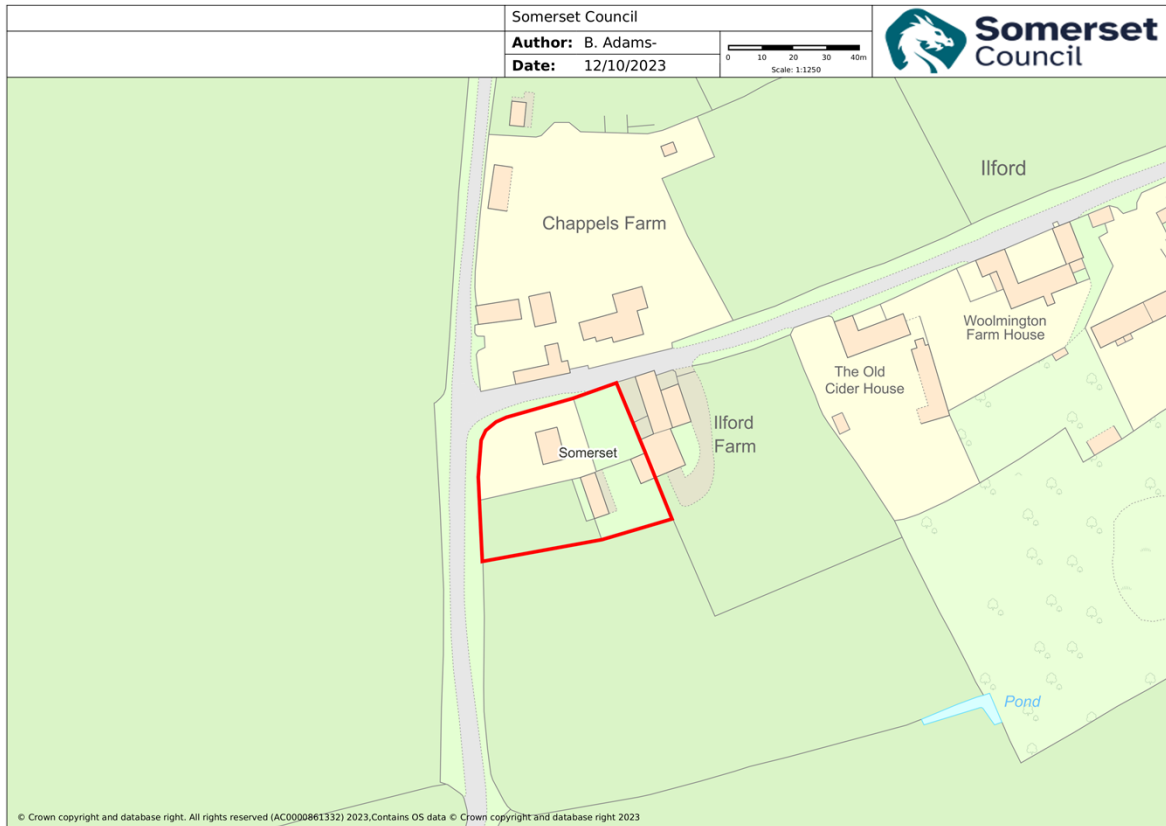 Somerset Council
Author: B. Adams-
Date: 12/10/2023
0 10 20 30 40m
Scale: 1:1250
Somerset
Council
Ilford
Chappels Farm
Woolmington
Farm House
The Old
Cider House
Ilford
Farm
Somerset
Pond
© Crown copyright and database right. All rights reserved (AC0000861332) 2023,Contains OS data © Crown copyright and database right 2023